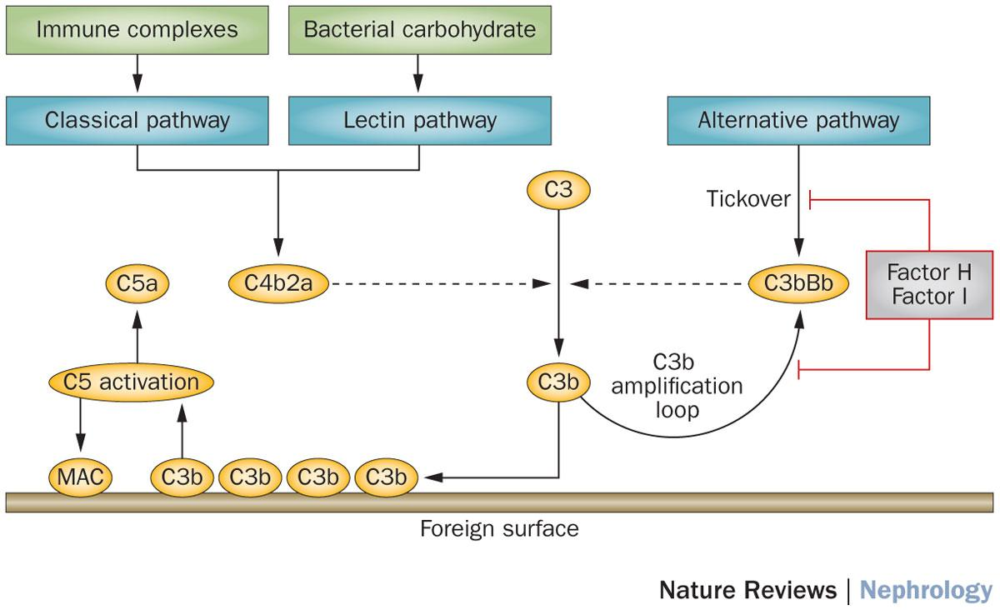 Immune complexes
Bacterial carbohydrate
Classical pathway
Lectin pathway
Alternative pathway
C3
Tickover
C5a
C4b2a
C3bBb
Factor H
Factor I
C5 activation
C3b
C3b
amplification
loop
MAC
C3b
C3b
C3b
C3b
Foreign surface
Nature Reviews | Nephrology